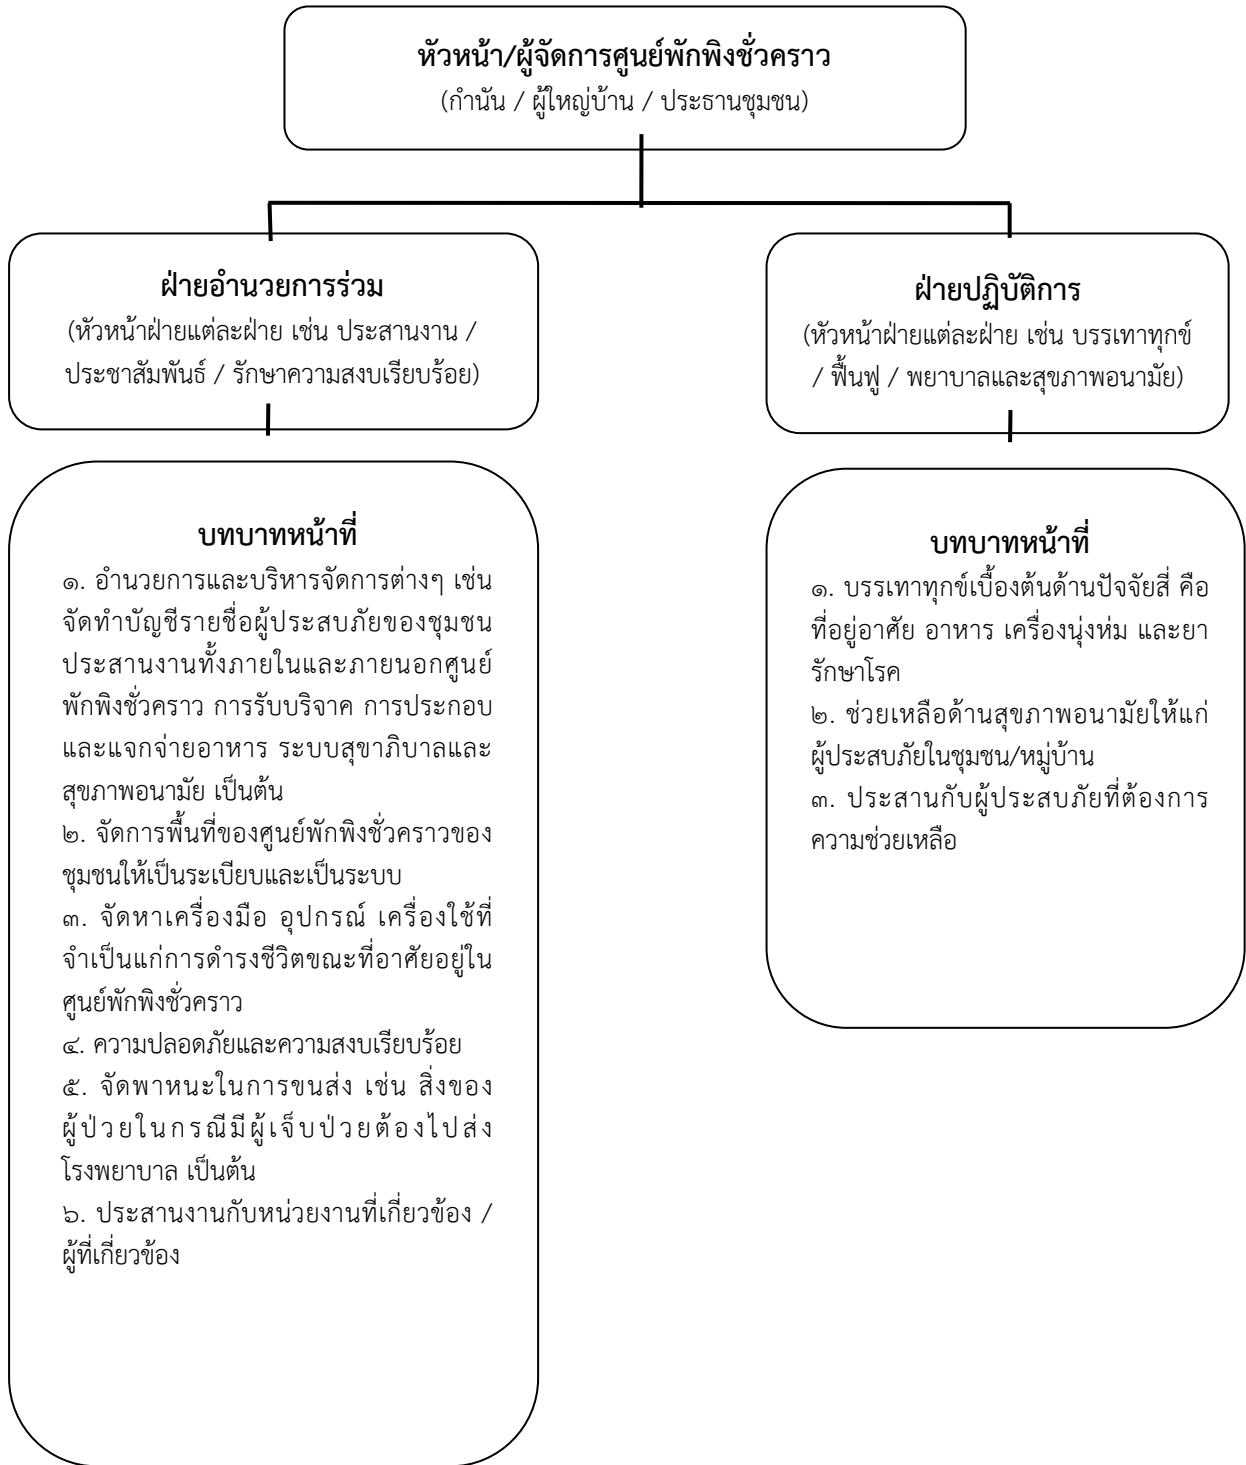 หัวหน้า/ผู้จัดการศูนย์พักพิงชั่วคราว
(กำนัน / ผู้ใหญ่บ้าน / ประธานชุมชน)
ฝ่ายอำนวยการร่วม
(หัวหน้าฝ่ายแต่ละฝ่าย เช่น ประสานงาน /
ประชาสัมพันธ์ / รักษาความสงบเรียบร้อย)
ฝ่ายปฏิบัติการ
(หัวหน้าฝ่ายแต่ละฝ่าย เช่น บรรเทาทุกข์
/ ฟื้นฟู / พยาบาลและสุขภาพอนามัย)
บทบาทหน้าที่
๑. อำนวยการและบริหารจัดการต่างๆ เช่น
จัดทำบัญชีรายชื่อผู้ประสบภัยของชุมชน
ประสานงานทั้งภายในและภายนอกศูนย์
พักพิงชั่วคราว การรับบริจาค การประกอบ
และแจกจ่ายอาหาร ระบบสุขาภิบาลและ
สุขภาพอนามัย เป็นต้น
๒. จัดการพื้นที่ของศูนย์พักพิงชั่วคราวของ
ชุมชนให้เป็นระเบียบและเป็นระบบ
๓. จัดหาเครื่องมือ อุปกรณ์ เครื่องใช้ที่
จำเป็นแก่การดำรงชีวิตขณะที่อาศัยอยู่ใน
ศูนย์พักพิงชั่วคราว
๔. ความปลอดภัยและความสงบเรียบร้อย
๕. จัดพาหนะในการขนส่ง เช่น สิ่งของ
ผู้ป่วยในกรณีมีผู้เจ็บป่วยต้องไปส่ง
โรงพยาบาล เป็นต้น
๖. ประสานงานกับหน่วยงานที่เกี่ยวข้อง /
ผู้ที่เกี่ยวข้อง
บทบาทหน้าที่
๑. บรรเทาทุกข์เบื้องต้นด้านปัจจัยสี่ คือ
ที่อยู่อาศัย อาหาร เครื่องนุ่งห่ม และยา
รักษาโรค
๒. ช่วยเหลือด้านสุขภาพอนามัยให้แก่
ผู้ประสบภัยในชุมชน/หมู่บ้าน
๓. ประสานกับผู้ประสบภัยที่ต้องการ
ความช่วยเหลือ